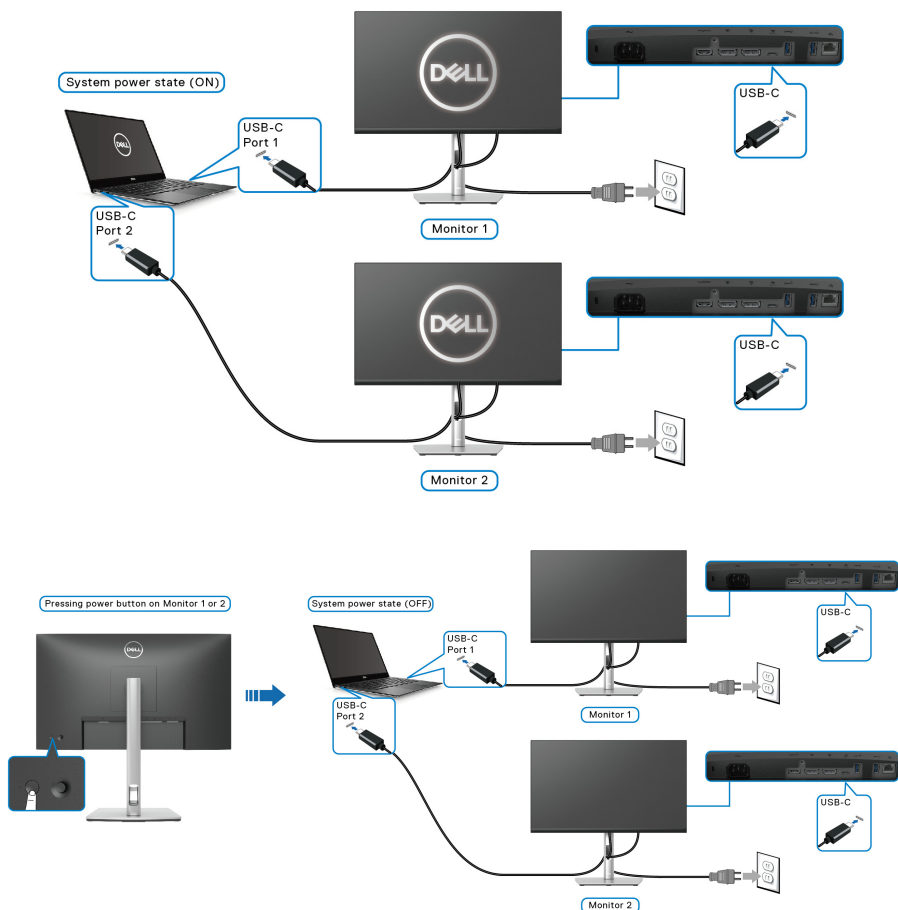 System power state (ON)
DELL
DELL
USB-C
Port 1
USB-C
Monitor 1
USB-C
Port 2
DELL
USB-C
Monitor 2
Pressing power button on Monitor 1 or 2
System power state (OFF)
DELL
USB-C
Port 1
USB-C
Monitor 1
USB-C
Port 2
USB-C
Monitor 2